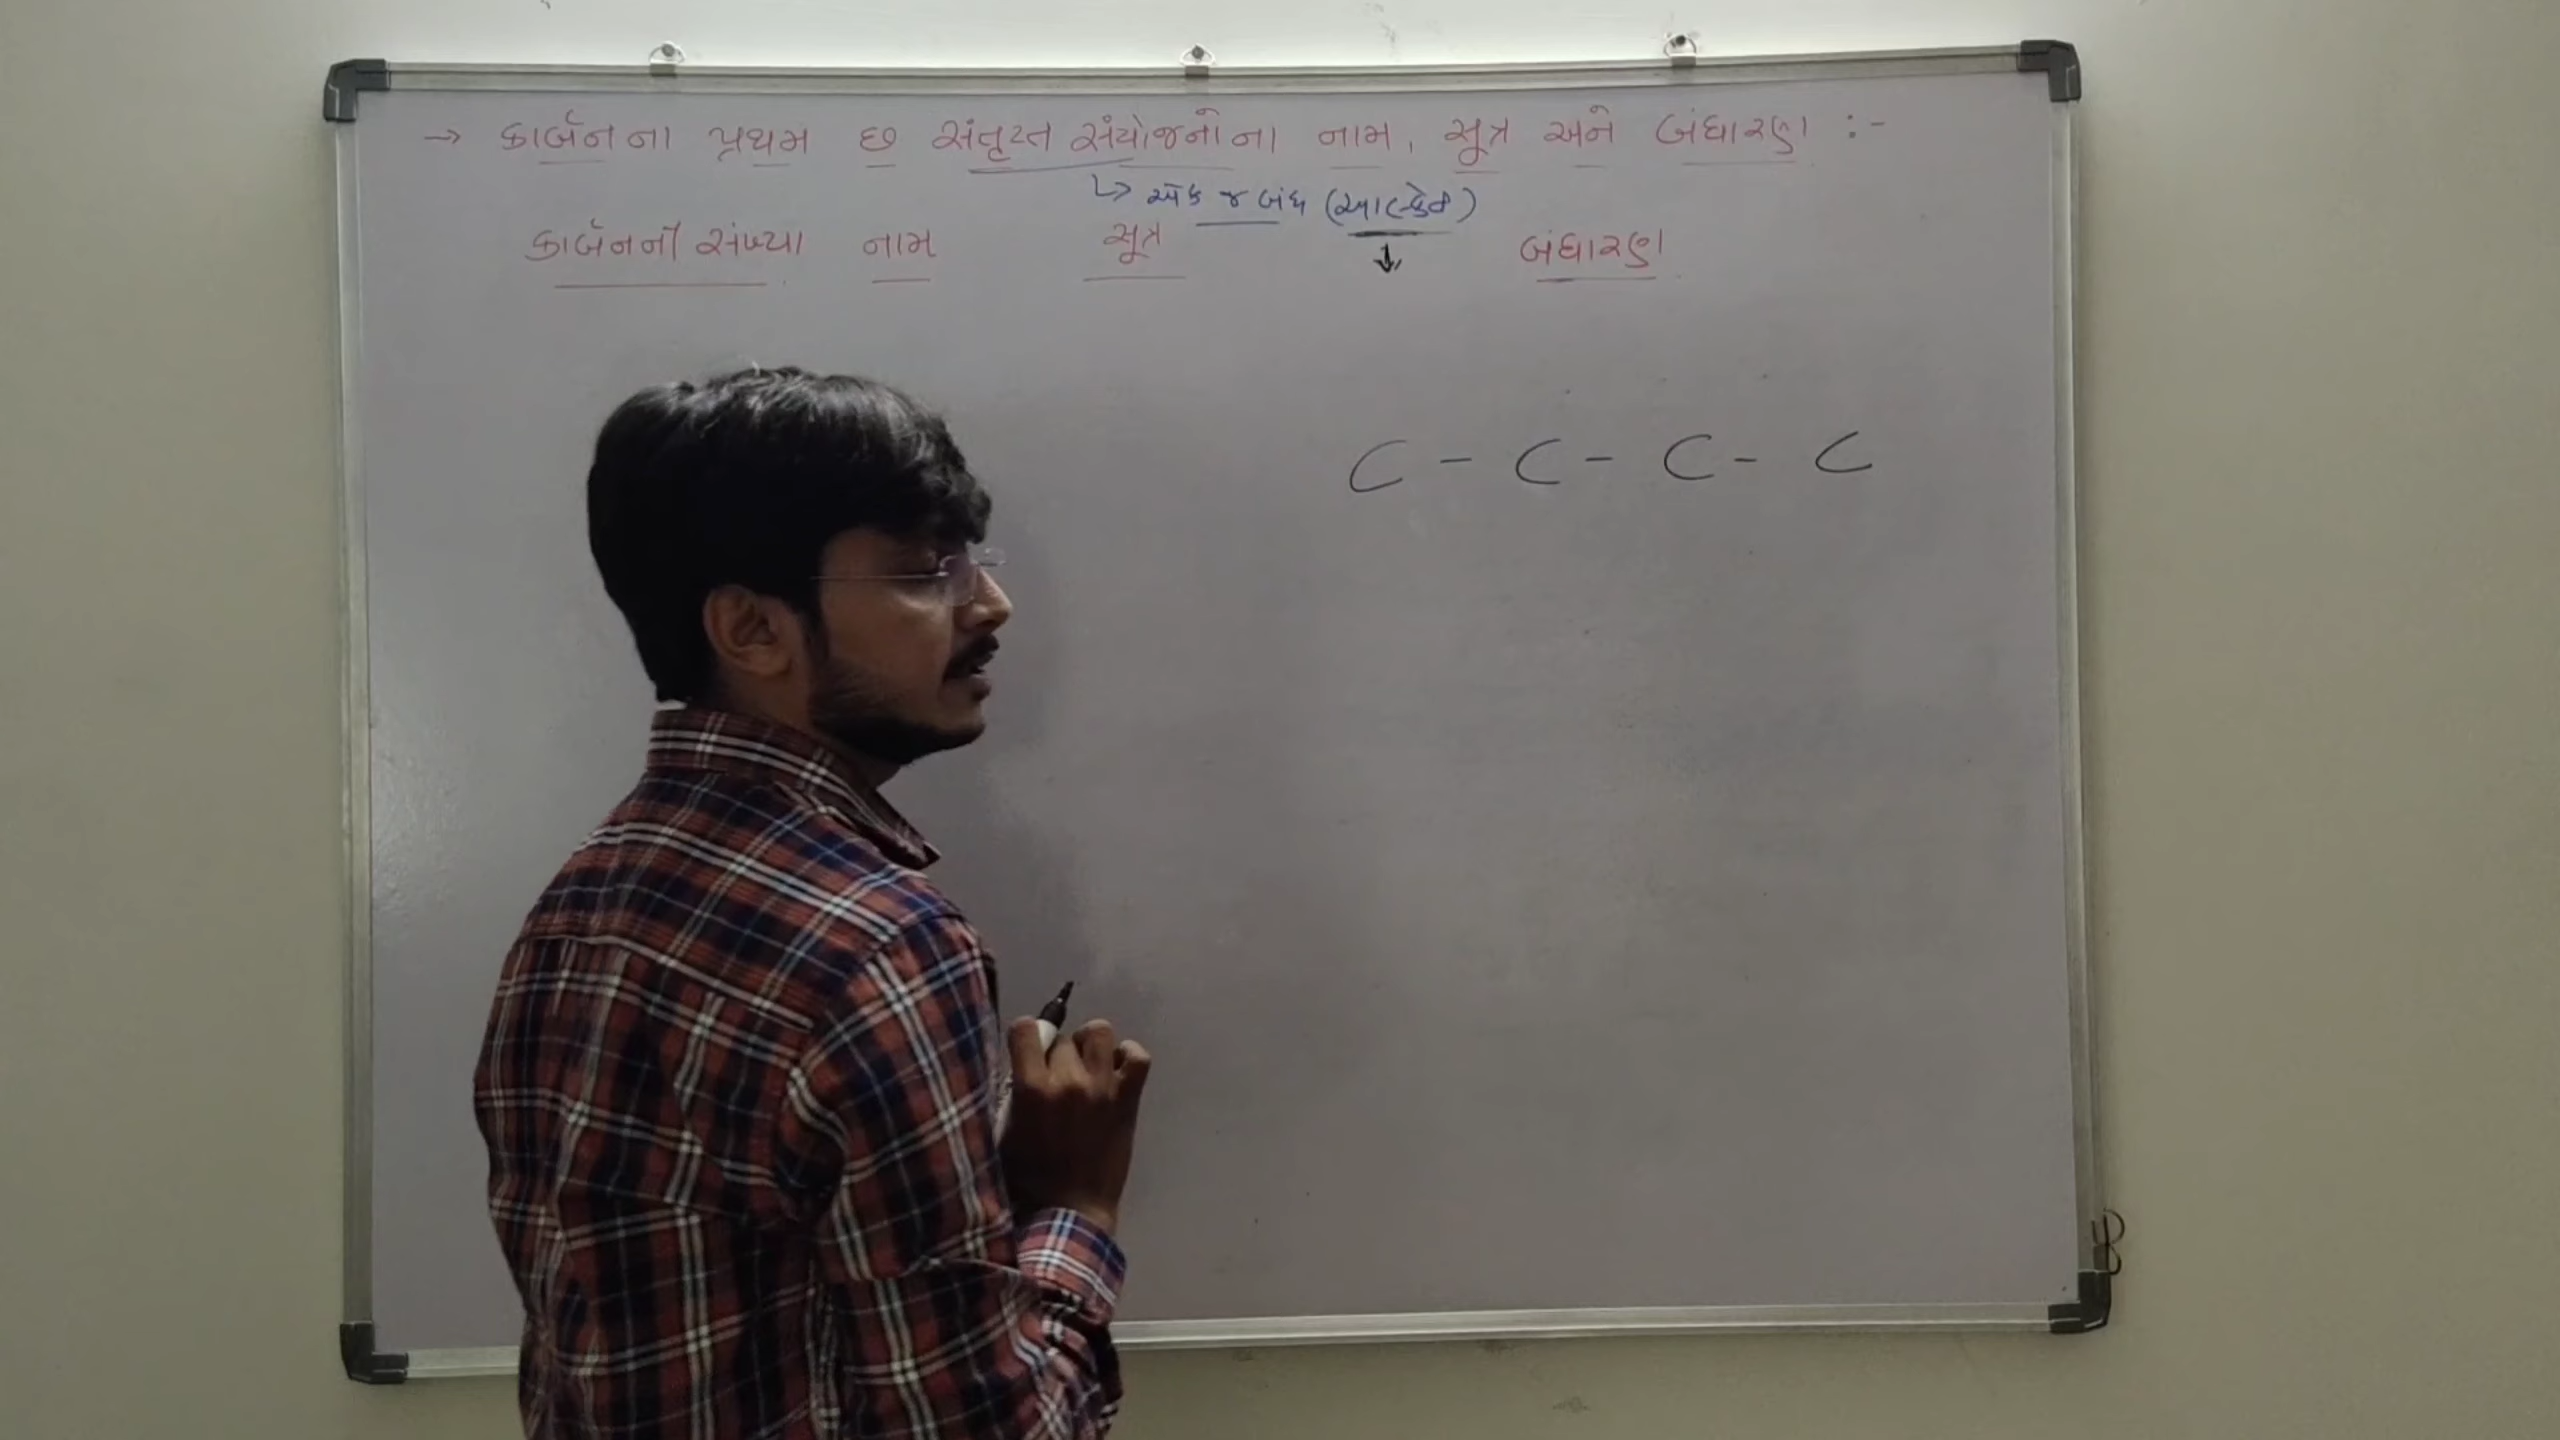 → કાર્બનના પ્રથમ છ સંતૃપ્ત સંયોજનોના નામ, સૂત્ર અને બંધારણ :-
↳ એક જ બંધ (આલ્કેન)
કાર્બનની સંખ્યા નામ સૂત્ર ↓ બંધારણ
C - C - C - C